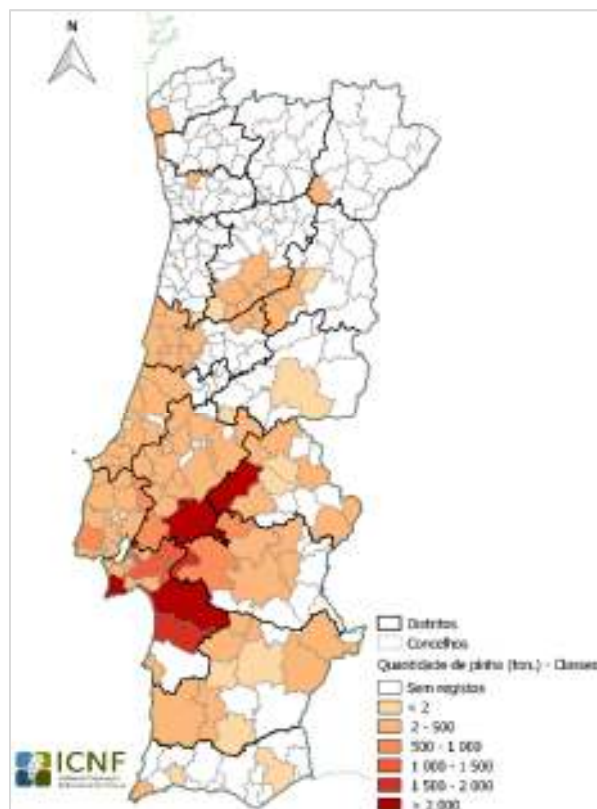 N
Distritos
Concelhos
Quantidade de pinha (ton.) - Classes
Sem registos
< 2
2 - 500
500 - 1 000
1 000 - 1 500
1 500 - 2 000
> 2 000
ICNF